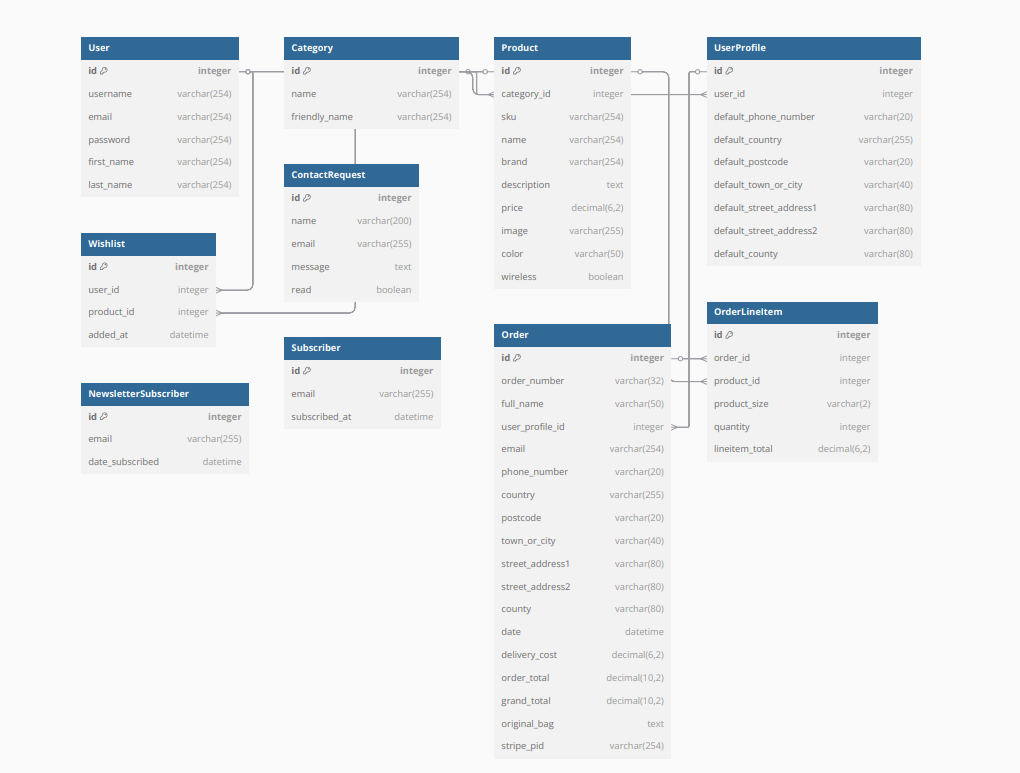 User
id integer
username varchar(254)
email varchar(254)
password varchar(254)
first_name varchar(254)
last_name varchar(254)
Category
id integer
name varchar(254)
friendly_name varchar(254)
Product
id integer
category_id integer
sku varchar(254)
name varchar(254)
brand varchar(254)
description text
price decimal(6,2)
image varchar(255)
color varchar(50)
wireless boolean
UserProfile
id integer
user_id integer
default_phone_number varchar(20)
default_country varchar(255)
default_postcode varchar(20)
default_town_or_city varchar(40)
default_street_address1 varchar(80)
default_street_address2 varchar(80)
default_county varchar(80)
ContactRequest
id integer
name varchar(200)
email varchar(255)
message text
read boolean
Wishlist
id integer
user_id integer
product_id integer
added_at datetime
Subscriber
id integer
email varchar(255)
subscribed_at datetime
NewsletterSubscriber
id integer
email varchar(255)
date_subscribed datetime
Order
id integer
order_number varchar(32)
full_name varchar(50)
user_profile_id integer
email varchar(254)
phone_number varchar(20)
country varchar(255)
postcode varchar(20)
town_or_city varchar(40)
street_address1 varchar(80)
street_address2 varchar(80)
county varchar(80)
date datetime
delivery_cost decimal(6,2)
order_total decimal(10,2)
grand_total decimal(10,2)
original_bag text
stripe_pid varchar(254)
OrderLineItem
id integer
order_id integer
product_id integer
product_size varchar(2)
quantity integer
lineitem_total decimal(6,2)